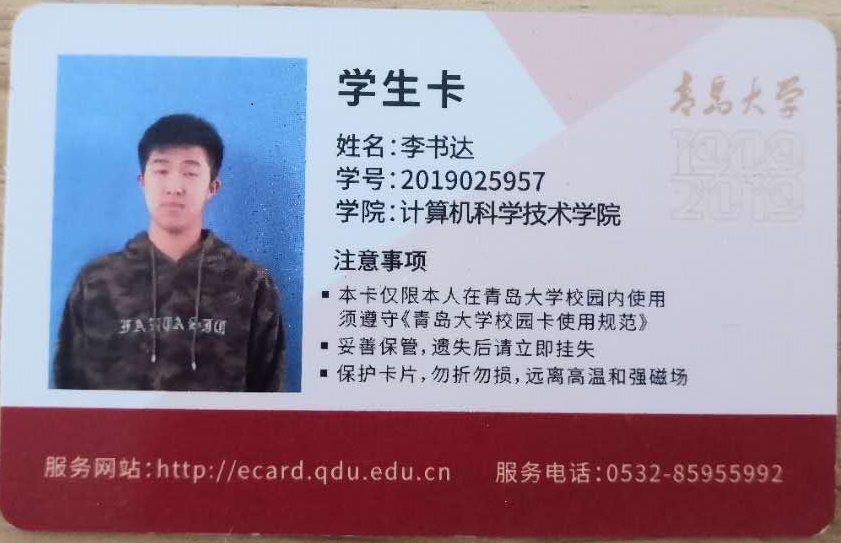 学生卡
青岛大学
1909
姓名：李书达
学号：2019025957
学院：计算机科学技术学院
注意事项
▪ 本卡仅限本人在青岛大学校园内使用
须遵守《青岛大学校园卡使用规范》
▪ 妥善保管，遗失后请立即挂失
▪ 保护卡片，勿折勿损，远离高温和强磁场
服务网站：http://ecard.qdu.edu.cn
服务电话：0532-85955992